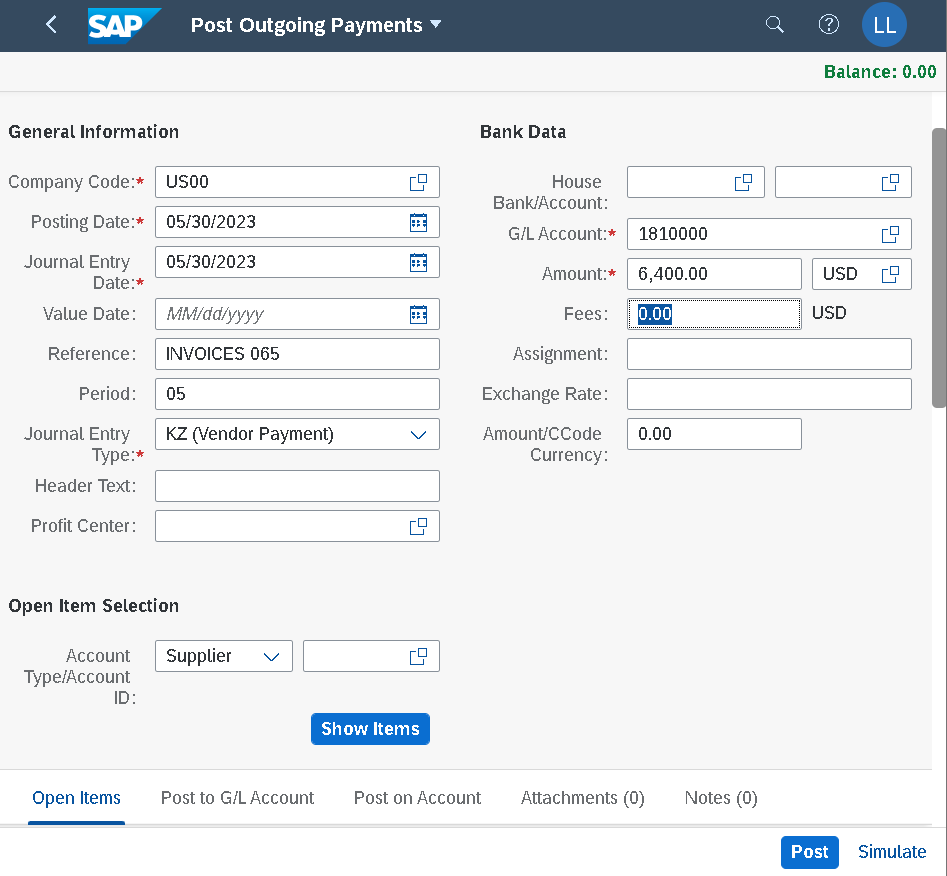 SAP Post Outgoing Payments LL
Balance: 0.00
General Information
Company Code:* US00
Posting Date:* 05/30/2023
Journal Entry Date:* 05/30/2023
Value Date: MM/dd/yyyy
Reference: INVOICES 065
Period: 05
Journal Entry Type:* KZ (Vendor Payment)
Header Text:
Profit Center:
Bank Data
House Bank/Account:
G/L Account:* 1810000
Amount:* 6,400.00 USD
Fees: 0.00 USD
Assignment:
Exchange Rate:
Amount/CCode Currency: 0.00
Open Item Selection
Account Type/Account ID: Supplier
Show Items
Open Items Post to G/L Account Post on Account Attachments (0) Notes (0)
Post Simulate